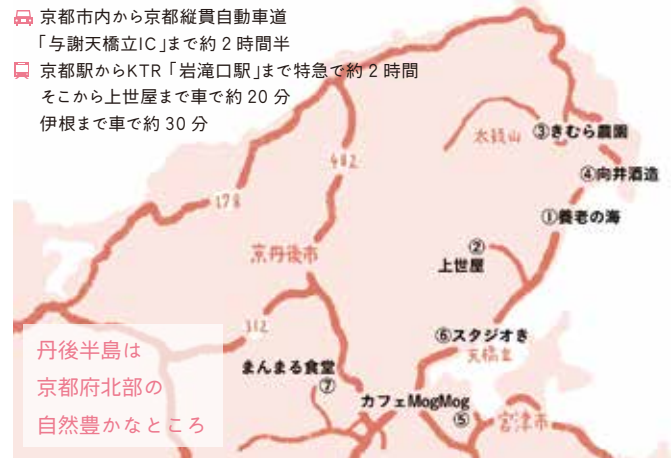 京都市内から京都縦貫自動車道
「与謝天橋立IC」まで約2時間半
京都駅からKTR「岩滝口駅」まで特急で約2時間
そこから上世屋まで車で約20分
伊根まで車で約30分
太鼓山
③きむら農園
482
④向井酒造
178
①養老の海
京丹後市
②
上世屋
312
⑥スタジオき
天橋立
丹後半島は
京都府北部の
自然豊かなところ
まんまる食堂
⑦
カフェMogMog
⑤
宮津市